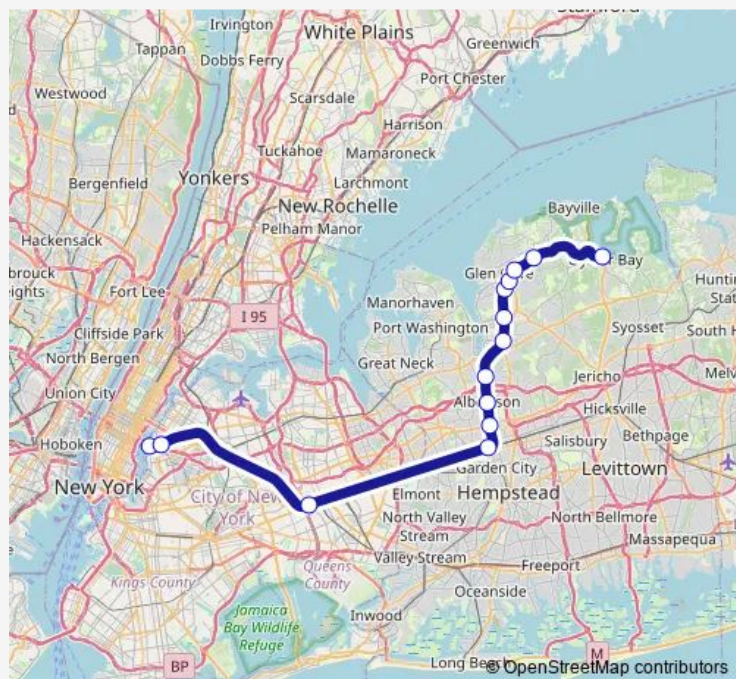 Irvington
Tappan
White Plains
Stamford
Greenwich
Dobbs Ferry
Port Chester
Westwood
Scarsdale
Harrison
Tuckahoe
Mamaroneck
Yonkers
Larchmont
Bergenfield
New Rochelle
Bayville
Pelham Manor
Hackensack
Glen
Bay
Fort Lee
Manorhaven
I 95
Port Washington
Syosset
Cliffside Park
North Bergen
Great Neck
Jericho
Union City
Hicksville
Hoboken
Salisbury
Bethpage
Garden City
Levittown
New York
City of New
York
Elmont
Hempstead
North Valley
Stream
North Bellmore
Massapequa
Valley Stream
Kings County
Queens
County
Freeport
Oceanside
Jamaica
Bay Wildlife
Refuge
Inwood
M
BP
Long Beach
© OpenStreetMap contributors